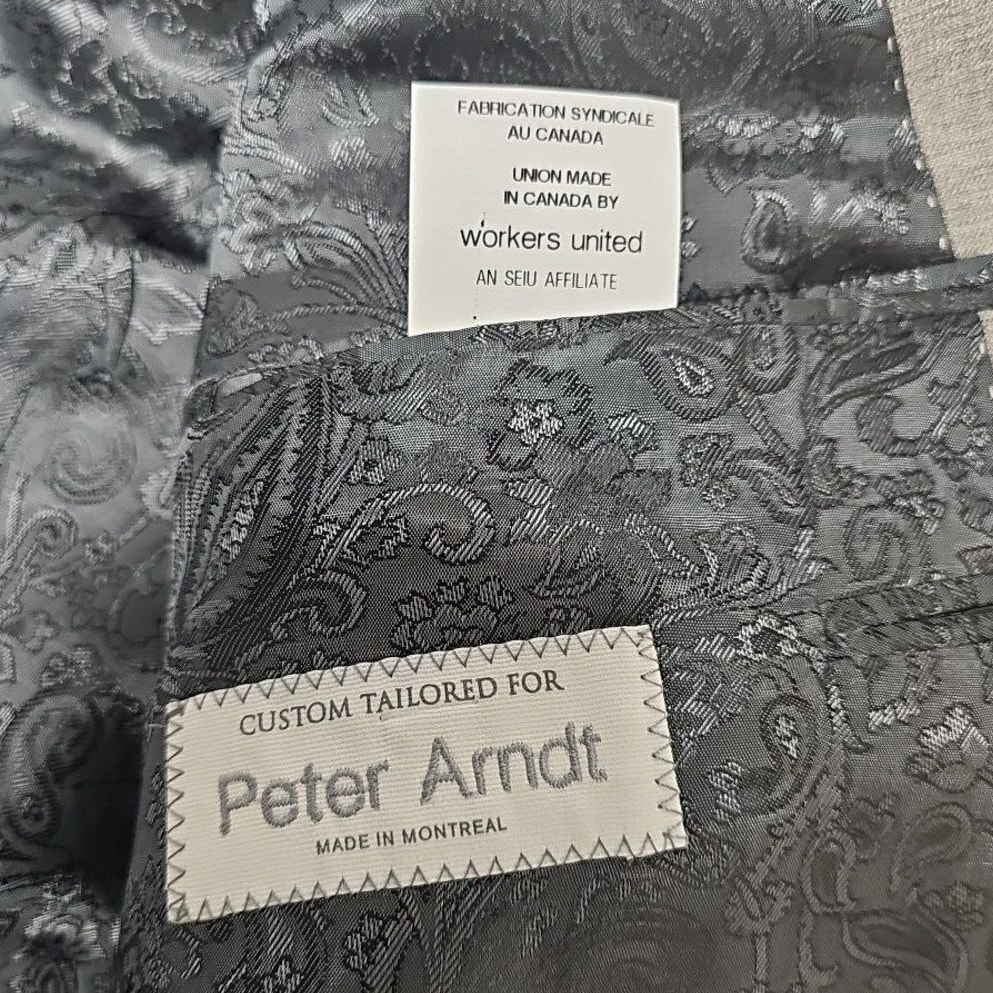 FABRICATION SYNDICALE
AU CANADA
UNION MADE
IN CANADA BY
workers united
AN SEIU AFFILIATE
CUSTOM TAILORED FOR
Peter Arndt
MADE IN MONTREAL